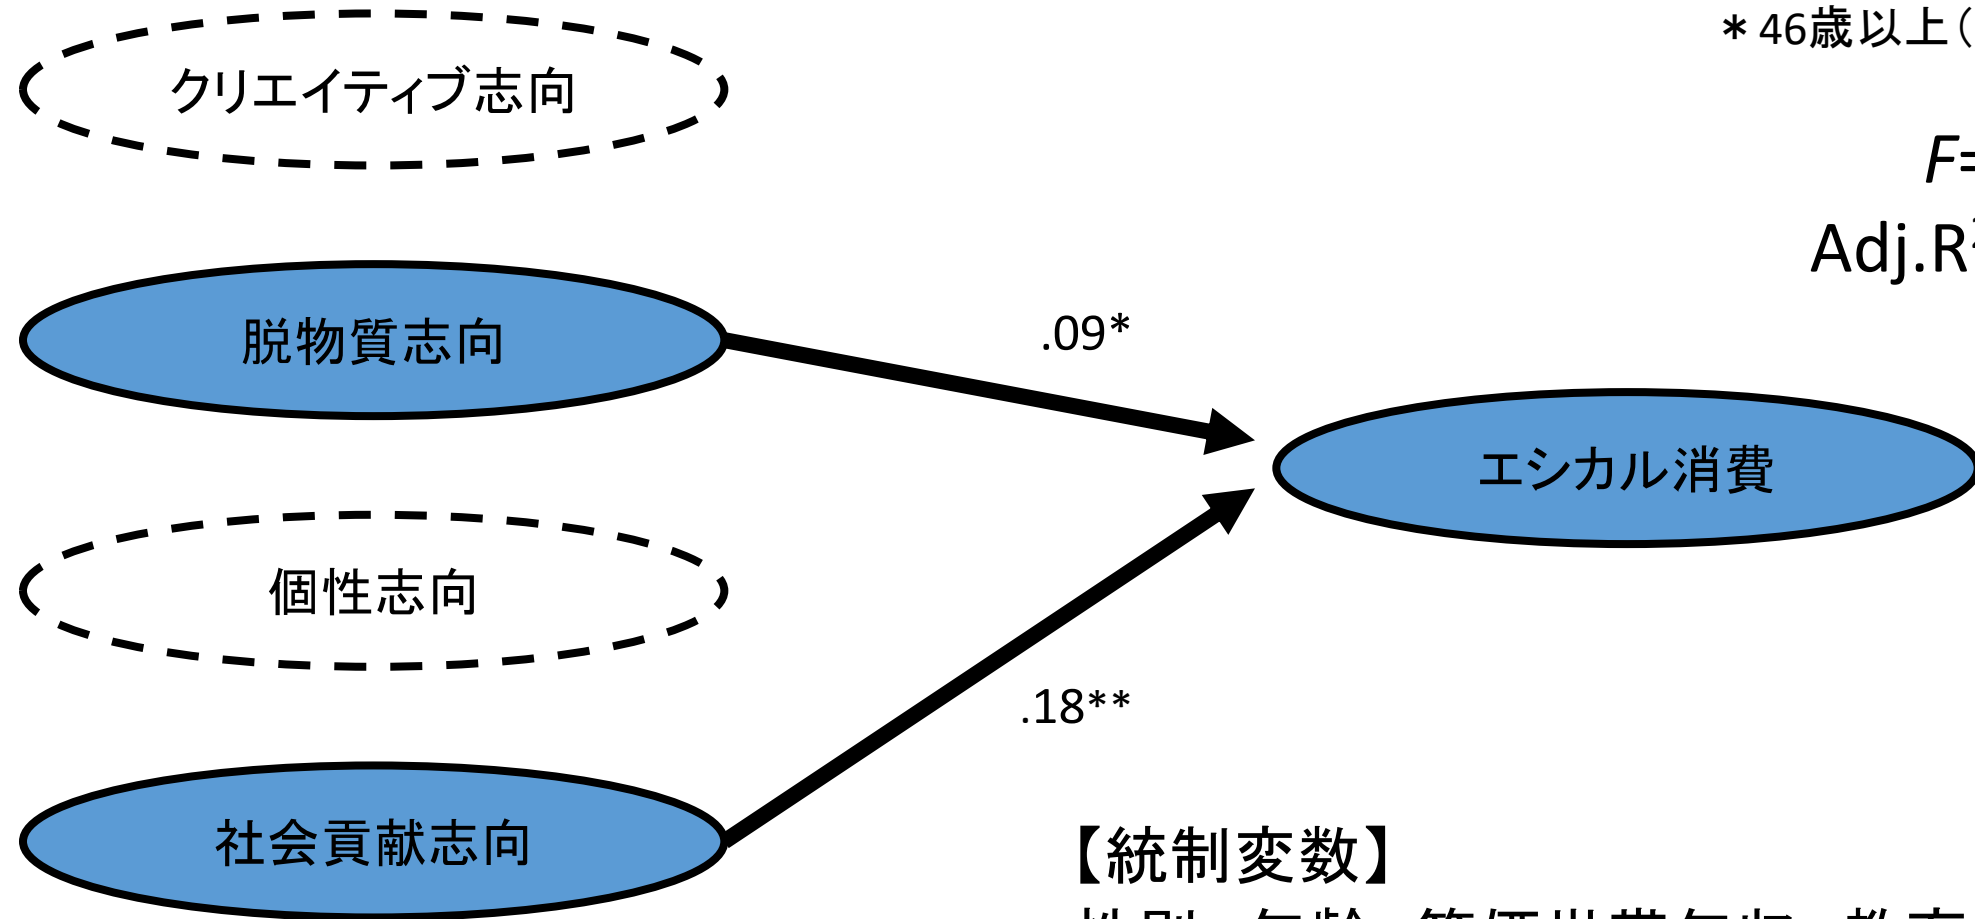 *46歳以上(
クリエイティブ志向
F=
Adj.R²
脱物質志向
.09*
エシカル消費
個性志向
.18**
社会貢献志向
【統制変数】